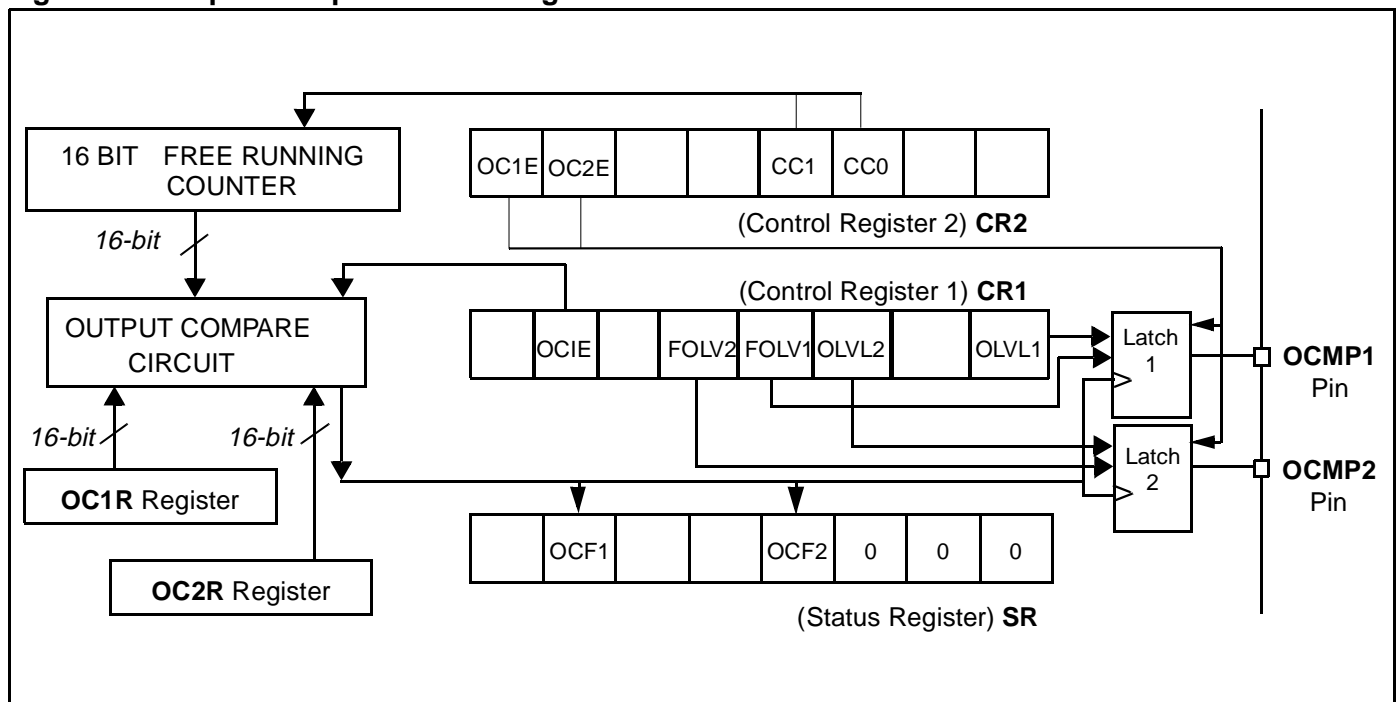 16 BIT FREE RUNNING
COUNTER
OC1E OC2E CC1 CC0
(Control Register 2) CR2
16-bit
(Control Register 1) CR1
OUTPUT COMPARE
CIRCUIT
OCIE FOLV2 FOLV1 OLVL2 OLVL1
Latch
1
OCMP1
Pin
16-bit 16-bit
Latch
2
OCMP2
Pin
OC1R Register
OCF1 OCF2 0 0 0
OC2R Register
(Status Register) SR